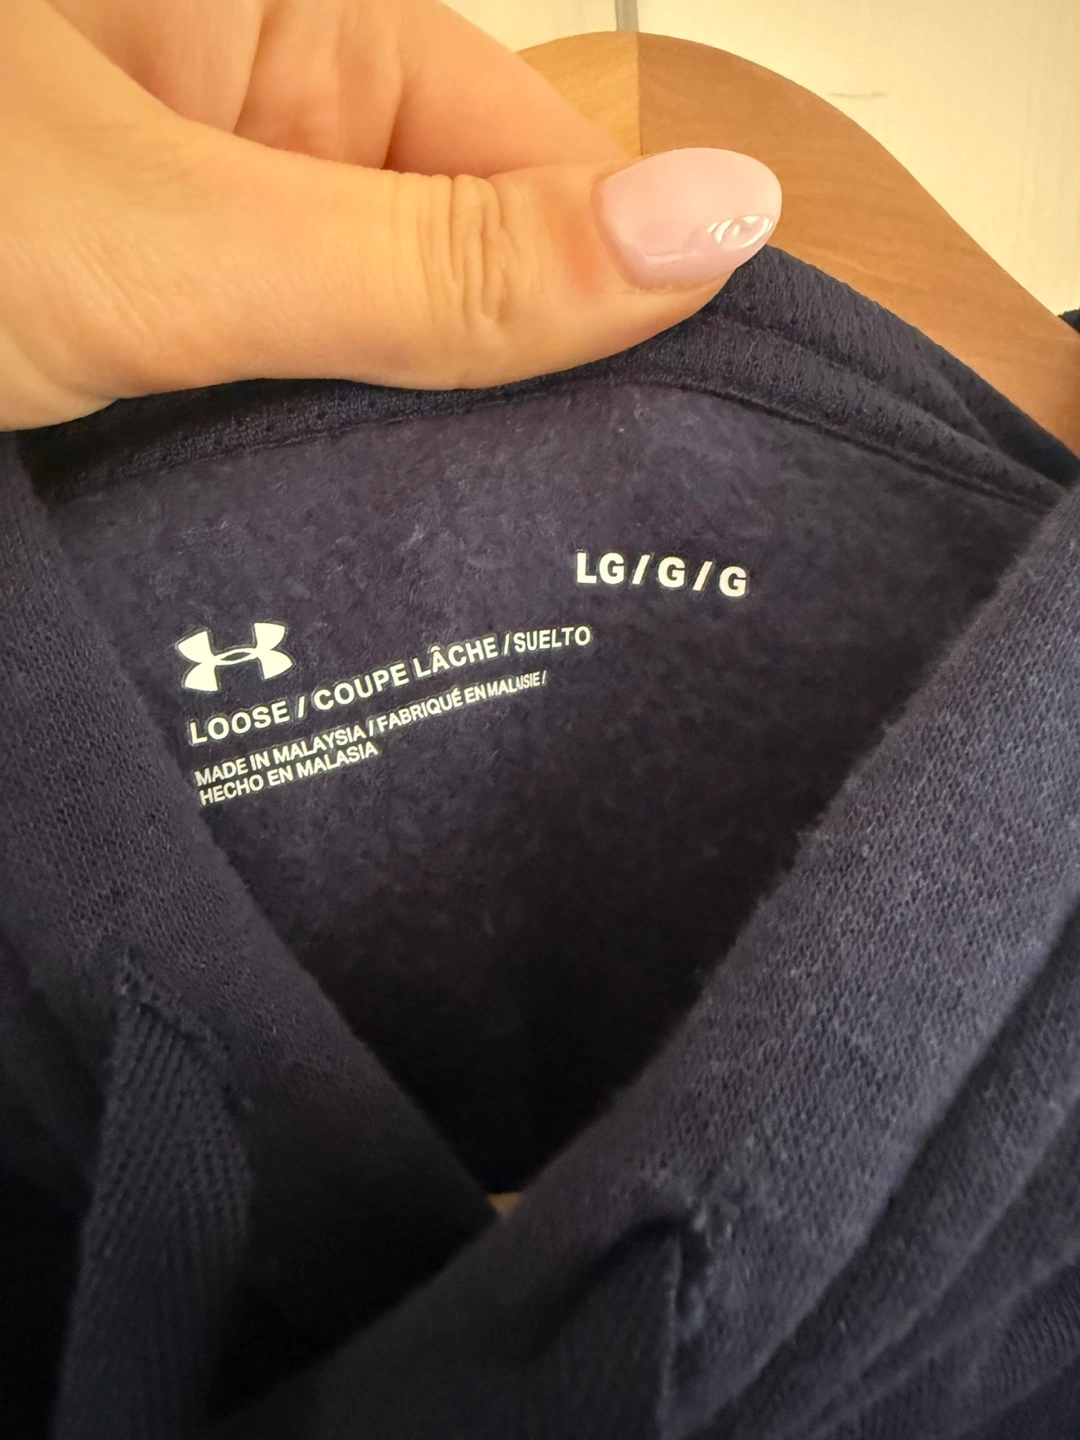 LG / G / G
LOOSE / COUPE LÂCHE / SUELTO
MADE IN MALAYSIA / FABRIQUÉ EN MALAISIE /
HECHO EN MALASIA